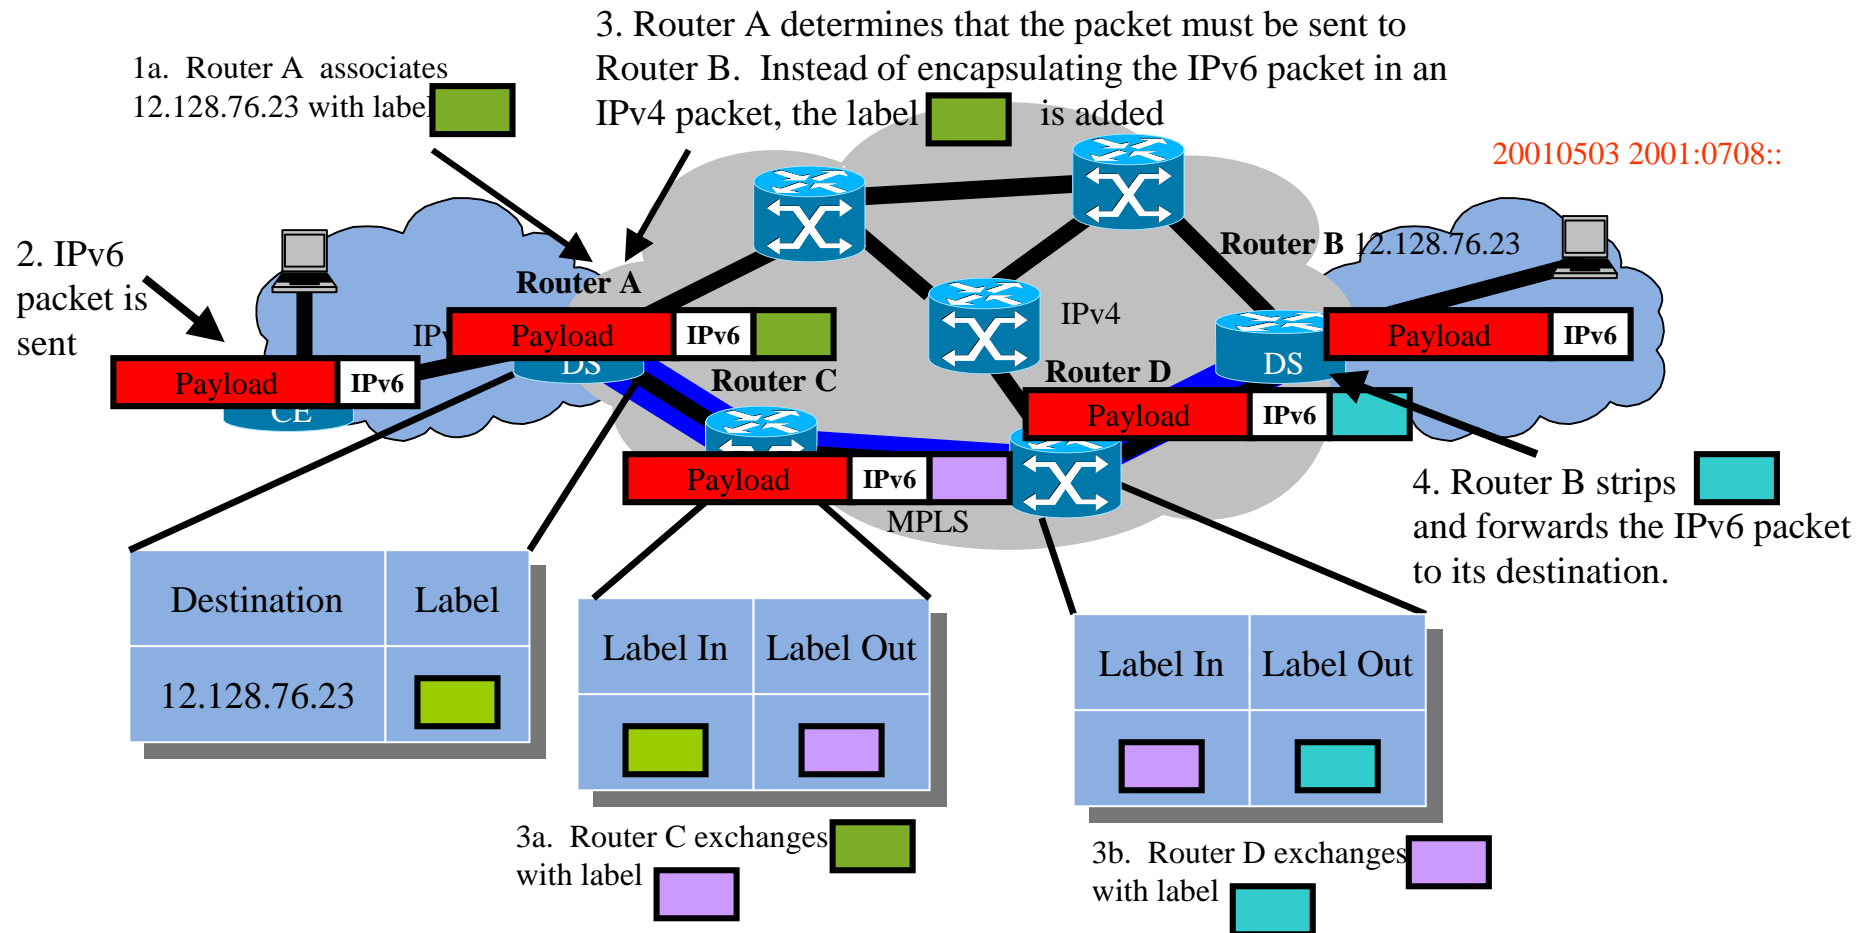 3. Router A determines that the packet must be sent to
Router B. Instead of encapsulating the IPv6 packet in an
IPv4 packet, the label is added
1a. Router A associates
12.128.76.23 with label
20010503 2001:0708::
2. IPv6
packet is
sent
Router A
Router B 12.128.76.23
IPv4
Payload IPv6
DS
Payload IPv6
CE
Router C
Router D
DS
Payload IPv6
Payload IPv6
Payload IPv6
MPLS
4. Router B strips
and forwards the IPv6 packet
to its destination.
Destination Label
12.128.76.23
Label In Label Out
Label In Label Out
3a. Router C exchanges
with label
3b. Router D exchanges
with label